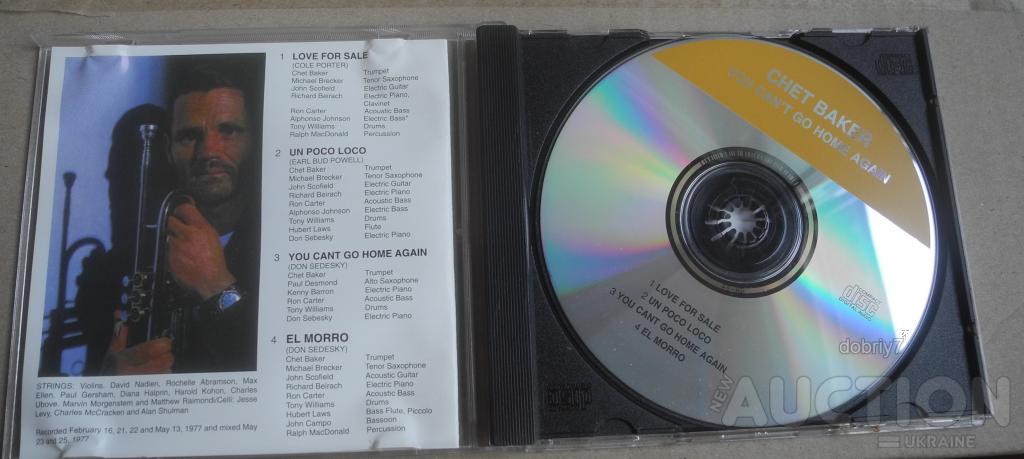 1 LOVE FOR SALE
(COLE PORTER)
Chet Baker Trumpet
Michael Brecker Tenor Saxophone
John Scofield Electric Guitar
Richard Beirach Electric Piano,
Clavinet
Ron Carter Acoustic Bass
Alphonso Johnson Electric Bass*
Tony Williams Drums
Ralph MacDonald Percussion
2 UN POCO LOCO
(EARL BUD POWELL)
Chet Baker Trumpet
Michael Brecker Tenor Saxophone
John Scofield Electric Guitar
Richard Beirach Electric Piano
Ron Carter Acoustic Bass
Alphonso Johnson Electric Bass
Tony Williams Drums
Hubert Laws Flute
Don Sebesky Electric Piano
3 YOU CANT GO HOME AGAIN
(DON SEDESKY)
Chet Baker Trumpet
Paul Desmond Alto Saxophone
Kenny Barron Electric Piano
Ron Carter Acoustic Bass
Tony Williams Drums
Don Sebesky Electric Piano
4 EL MORRO
(DON SEDESKY)
Chet Baker Trumpet
Michael Brecker Tenor Saxophone
John Scofield Acoustic Guitar
Richard Beirach Electric Piano
Ron Carter Acoustic Bass
Tony Williams Drums
Hubert Laws Bass Flute, Piccolo
John Campo Bassoon
Ralph MacDonald Percussion
STRINGS: Violins. David Nadien, Rochelle Abramson, Max
Ellen. Paul Gersham, Diana Halprin, Harold Kohon, Charles
Ubove. Marvin Morgenstern and Matthew Raimondi/Celli: Jesse
Levy, Charles McCracken and Alan Shulman
Recorded February 16, 21, 22 and May 13, 1977 and mixed May
23 and 25, 1977
CHET BAKER
YOU CAN'T GO HOME AGAIN
1 LOVE FOR SALE
2 UN POCO LOCO
3 YOU CANT GO HOME AGAIN
4 EL MORRO
COMPACT
disc
DIGITAL AUDIO
dobriy7
NEW AUCTION
UKRAINE